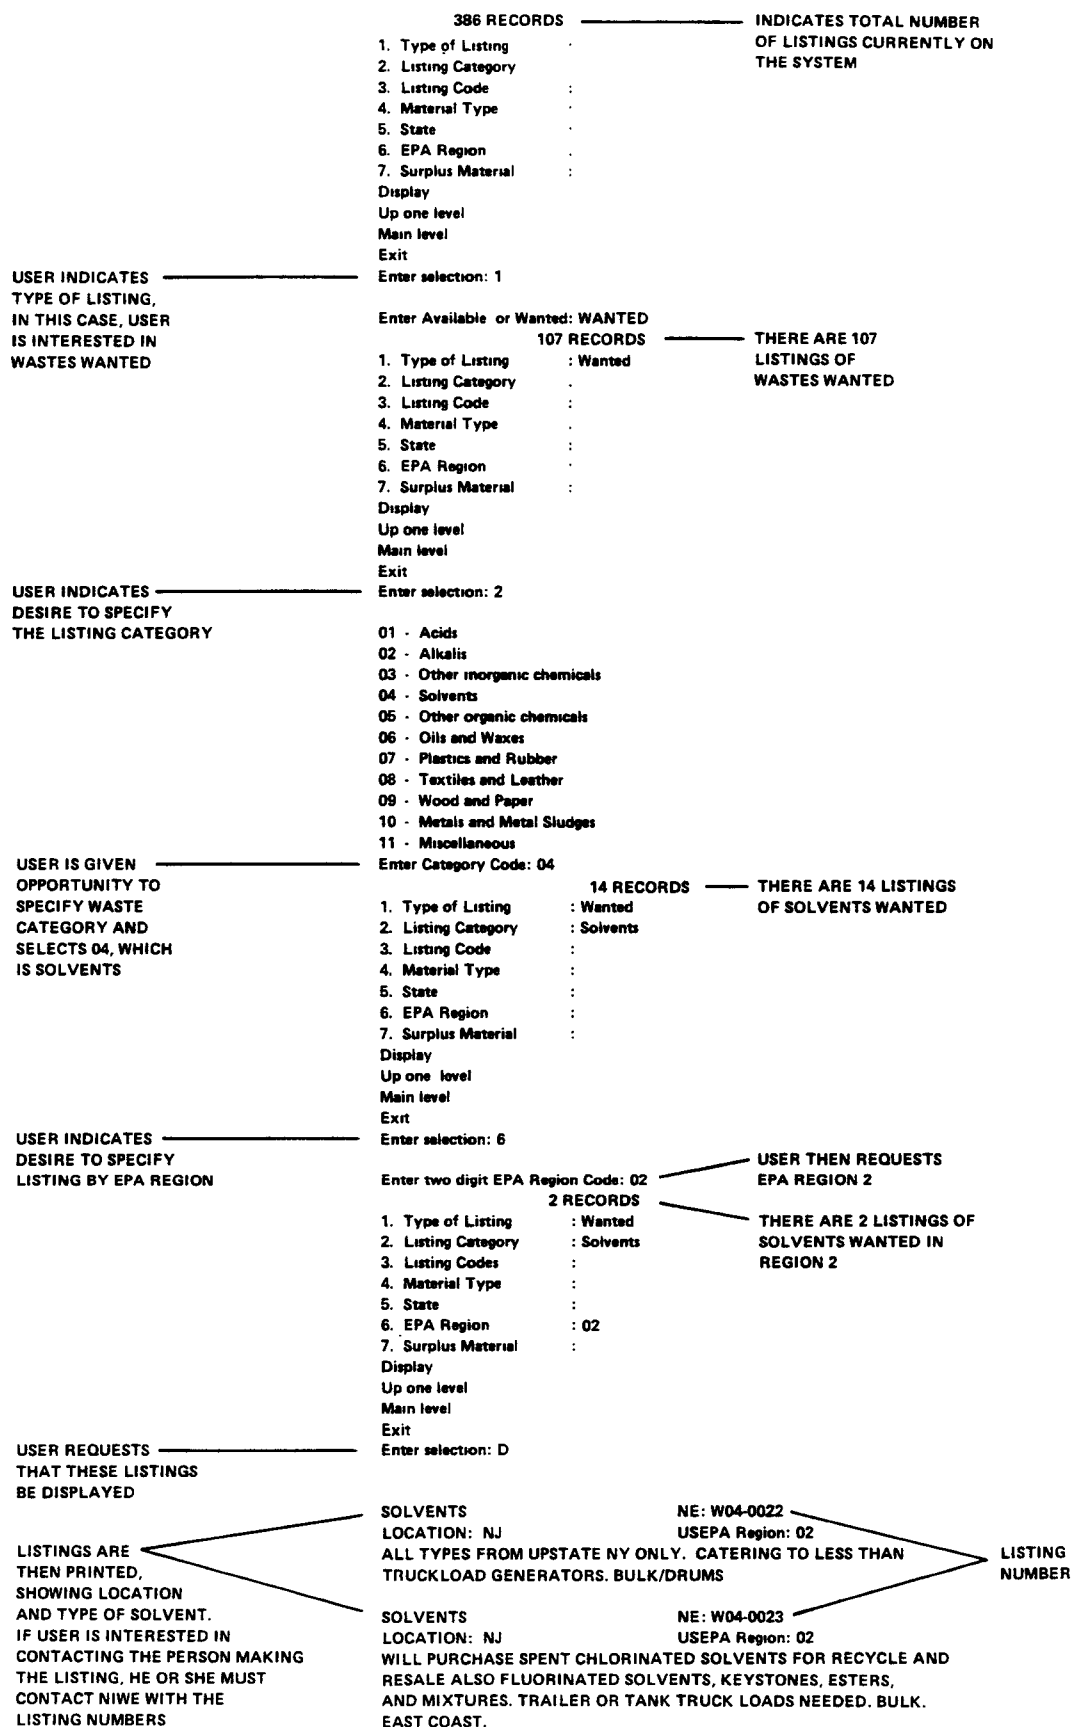 386 RECORDS
INDICATES TOTAL NUMBER
OF LISTINGS CURRENTLY ON
THE SYSTEM
1. Type of Listing
2. Listing Category
3. Listing Code :
4. Material Type
5. State
6. EPA Region
7. Surplus Material :
Display
Up one level
Main level
Exit
USER INDICATES
TYPE OF LISTING,
IN THIS CASE, USER
IS INTERESTED IN
WASTES WANTED
Enter selection: 1
Enter Available or Wanted: WANTED
107 RECORDS
THERE ARE 107
LISTINGS OF
WASTES WANTED
1. Type of Listing : Wanted
2. Listing Category
3. Listing Code :
4. Material Type
5. State :
6. EPA Region
7. Surplus Material :
Display
Up one level
Main level
Exit
USER INDICATES
DESIRE TO SPECIFY
THE LISTING CATEGORY
Enter selection: 2
01 - Acids
02 - Alkalis
03 - Other inorganic chemicals
04 - Solvents
05 - Other organic chemicals
06 - Oils and Waxes
07 - Plastics and Rubber
08 - Textiles and Leather
09 - Wood and Paper
10 - Metals and Metal Sludges
11 - Miscellaneous
USER IS GIVEN
OPPORTUNITY TO
SPECIFY WASTE
CATEGORY AND
SELECTS 04, WHICH
IS SOLVENTS
Enter Category Code: 04
14 RECORDS
THERE ARE 14 LISTINGS
OF SOLVENTS WANTED
1. Type of Listing : Wanted
2. Listing Category : Solvents
3. Listing Code :
4. Material Type :
5. State :
6. EPA Region :
7. Surplus Material :
Display
Up one level
Main level
Exit
USER INDICATES
DESIRE TO SPECIFY
LISTING BY EPA REGION
Enter selection: 6
Enter two digit EPA Region Code: 02
USER THEN REQUESTS
EPA REGION 2
2 RECORDS
THERE ARE 2 LISTINGS OF
SOLVENTS WANTED IN
REGION 2
1. Type of Listing : Wanted
2. Listing Category : Solvents
3. Listing Codes :
4. Material Type :
5. State :
6. EPA Region : 02
7. Surplus Material :
Display
Up one level
Main level
Exit
USER REQUESTS
THAT THESE LISTINGS
BE DISPLAYED
Enter selection: D
LISTINGS ARE
THEN PRINTED,
SHOWING LOCATION
AND TYPE OF SOLVENT.
IF USER IS INTERESTED IN
CONTACTING THE PERSON MAKING
THE LISTING, HE OR SHE MUST
CONTACT NIWE WITH THE
LISTING NUMBERS
SOLVENTS NE: W04-0022
LOCATION: NJ USEPA Region: 02
ALL TYPES FROM UPSTATE NY ONLY. CATERING TO LESS THAN
TRUCKLOAD GENERATORS. BULK/DRUMS
LISTING
NUMBER
SOLVENTS NE: W04-0023
LOCATION: NJ USEPA Region: 02
WILL PURCHASE SPENT CHLORINATED SOLVENTS FOR RECYCLE AND
RESALE ALSO FLUORINATED SOLVENTS, KEYSTONES, ESTERS,
AND MIXTURES. TRAILER OR TANK TRUCK LOADS NEEDED. BULK.
EAST COAST.